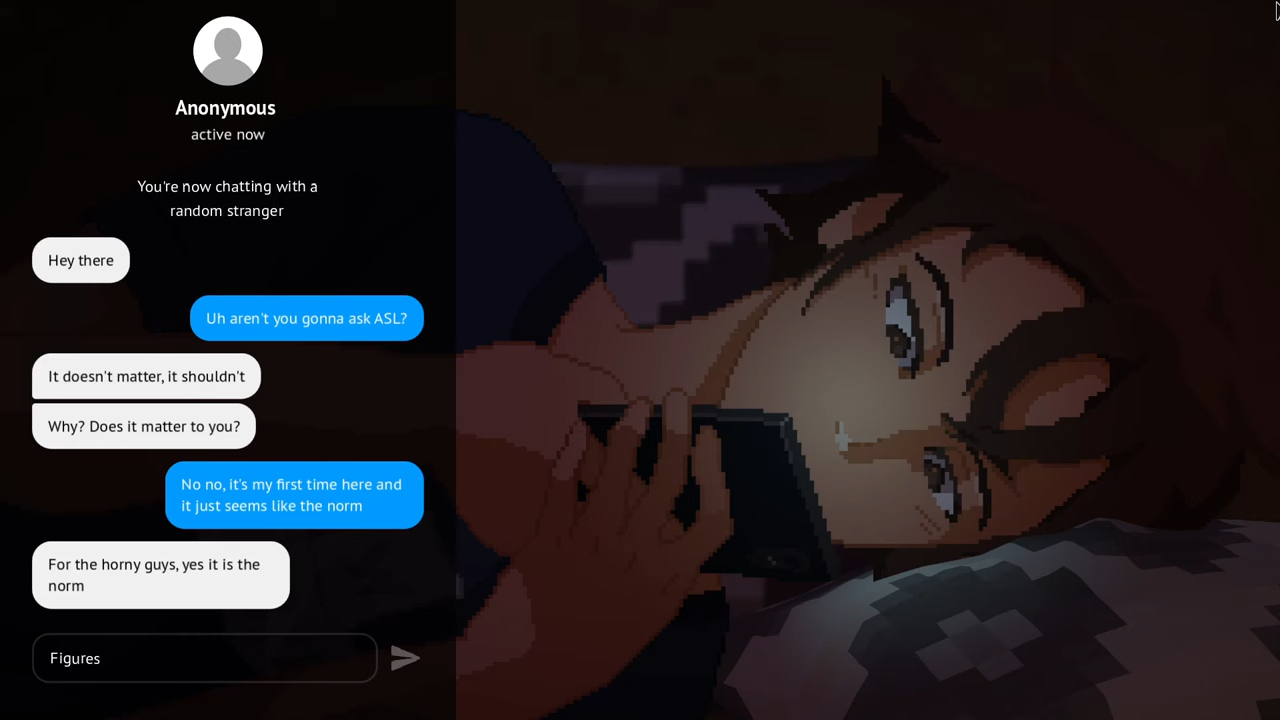 Anonymous
active now
You're now chatting with a
random stranger
Hey there
Uh aren't you gonna ask ASL?
It doesn't matter, it shouldn't
Why? Does it matter to you?
No no, it's my first time here and
it just seems like the norm
For the horny guys, yes it is the
norm
Figures